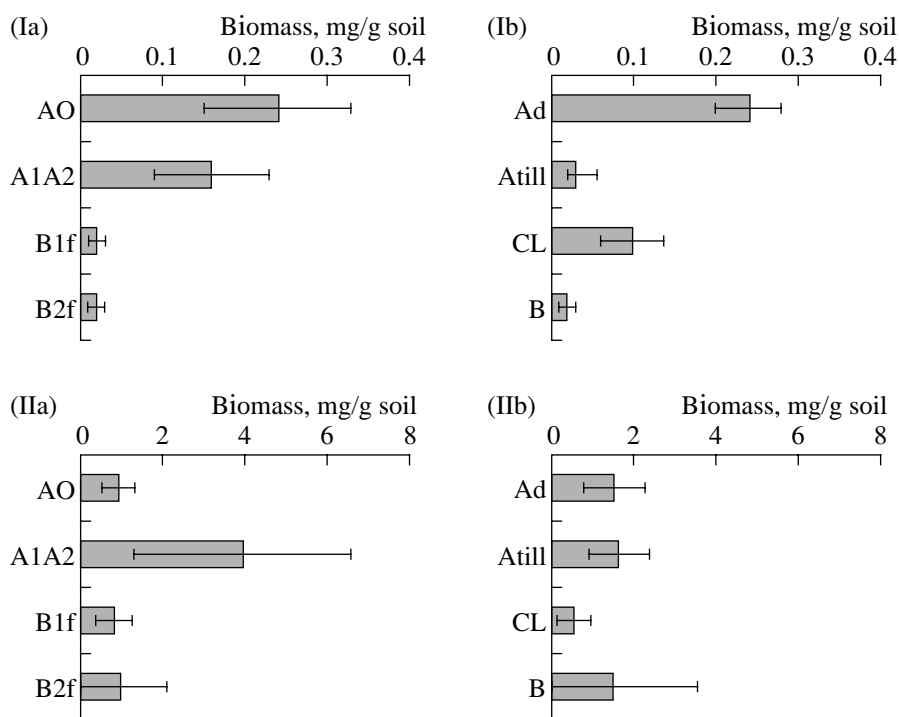 (Ia) Biomass, mg/g soil
0 0.1 0.2 0.3 0.4
AO
A1A2
B1f
B2f
(Ib) Biomass, mg/g soil
0 0.1 0.2 0.3 0.4
Ad
Atill
CL
B
(IIa) Biomass, mg/g soil
0 2 4 6 8
AO
A1A2
B1f
B2f
(IIb) Biomass, mg/g soil
0 2 4 6 8
Ad
Atill
CL
B